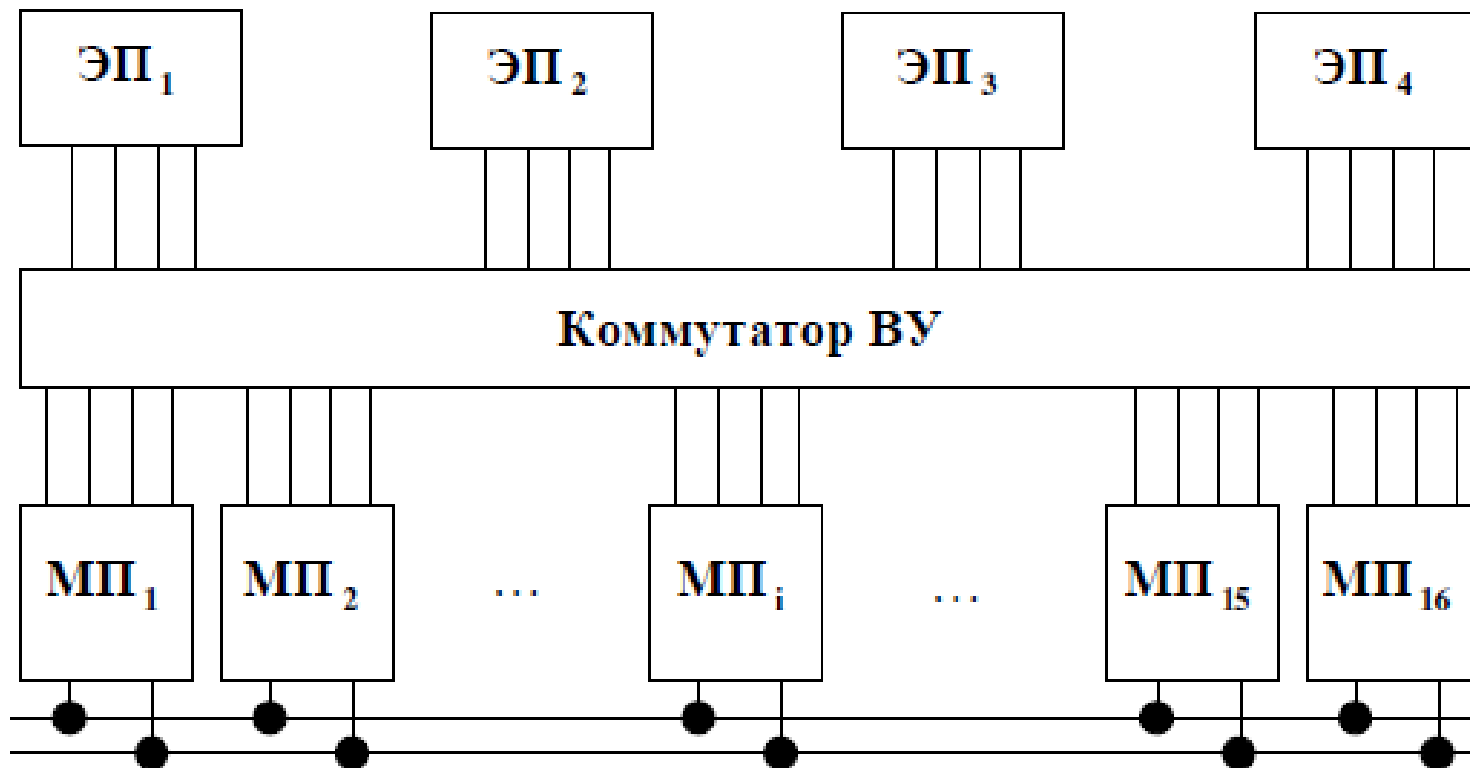 ЭП 1
ЭП 2
ЭП 3
ЭП 4
Коммутатор ВУ
МП 1
МП 2
...
МП i
...
МП 15
МП 16